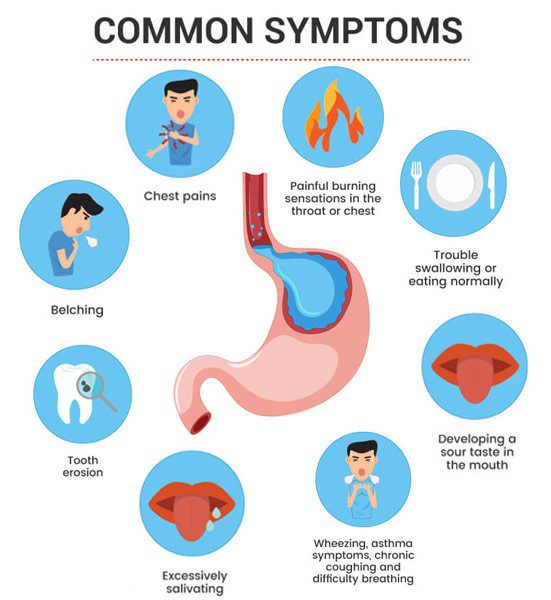 COMMON SYMPTOMS
Chest pains
Painful burning
sensations in the
throat or chest
Trouble
swallowing or
eating normally
Belching
Developing a
sour taste in
the mouth
Tooth
erosion
Wheezing, asthma
symptoms, chronic
coughing and
difficulty breathing
Excessively
salivating